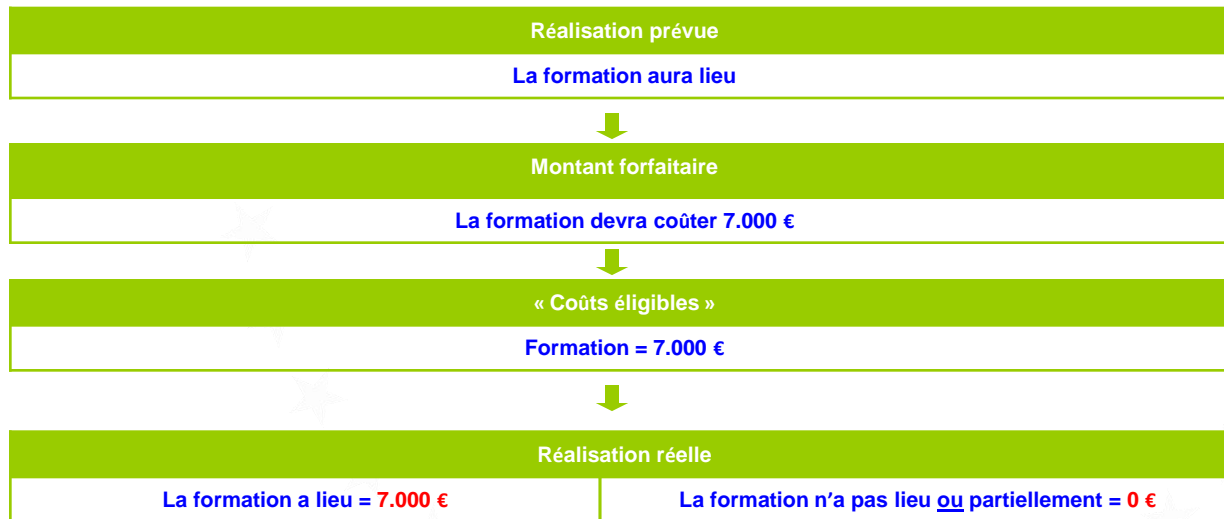 Réalisation prévue
La formation aura lieu
Montant forfaitaire
La formation devra coûter 7.000 €
« Coûts éligibles »
Formation = 7.000 €
Réalisation réelle
La formation a lieu = 7.000 €
La formation n’a pas lieu ou partiellement = 0 €